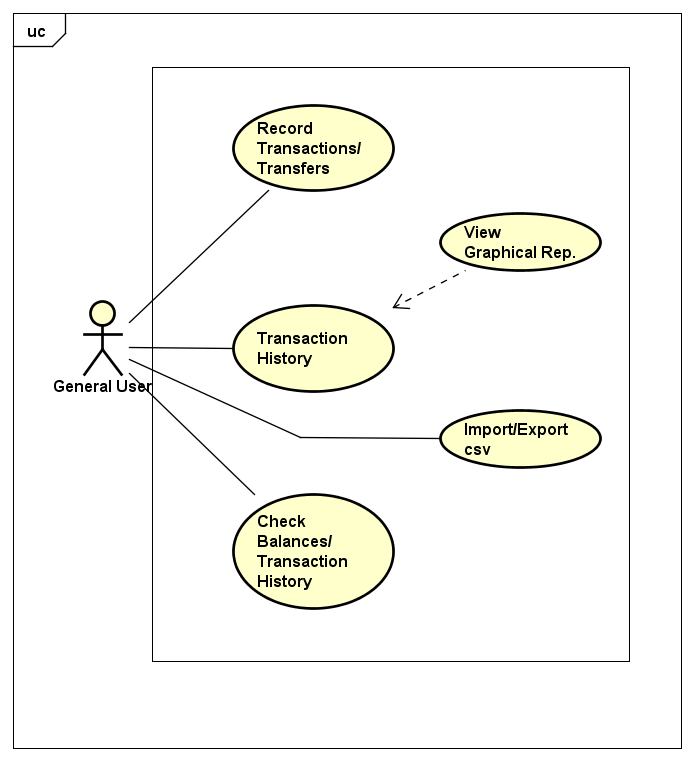 uc
Record
Transactions/
Transfers
View
Graphical Rep.
Transaction
History
General User
Import/Export
csv
Check
Balances/
Transaction
History